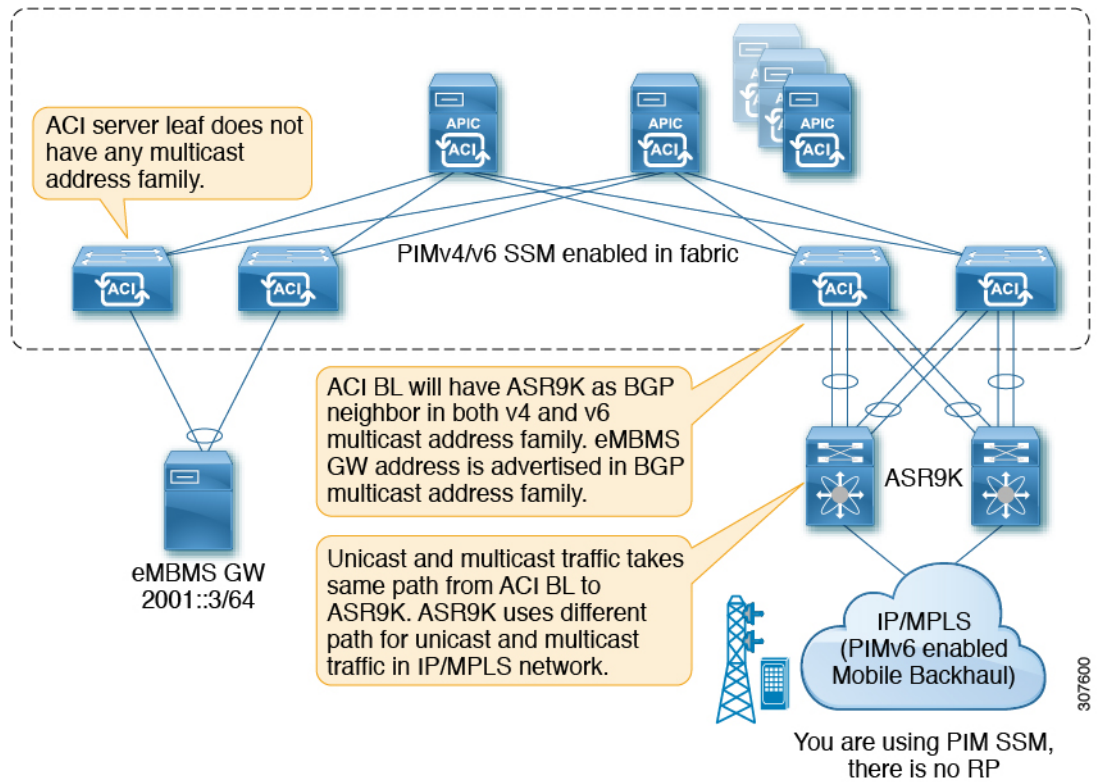 APIC
ACI
APIC
ACI
APIC
ACI
ACI server leaf does not
have any multicast
address family.
PIMv4/v6 SSM enabled in fabric
ACI
ACI
ACI
ACI
ACI BL will have ASR9K as BGP
neighbor in both v4 and v6
multicast address family. eMBMS
GW address is advertised in BGP
multicast address family.
ASR9K
eMBMS GW
2001::3/64
Unicast and multicast traffic takes
same path from ACI BL to
ASR9K. ASR9K uses different
path for unicast and multicast
traffic in IP/MPLS network.
IP/MPLS
(PIMv6 enabled
Mobile Backhaul)
307600
You are using PIM SSM,
there is no RP